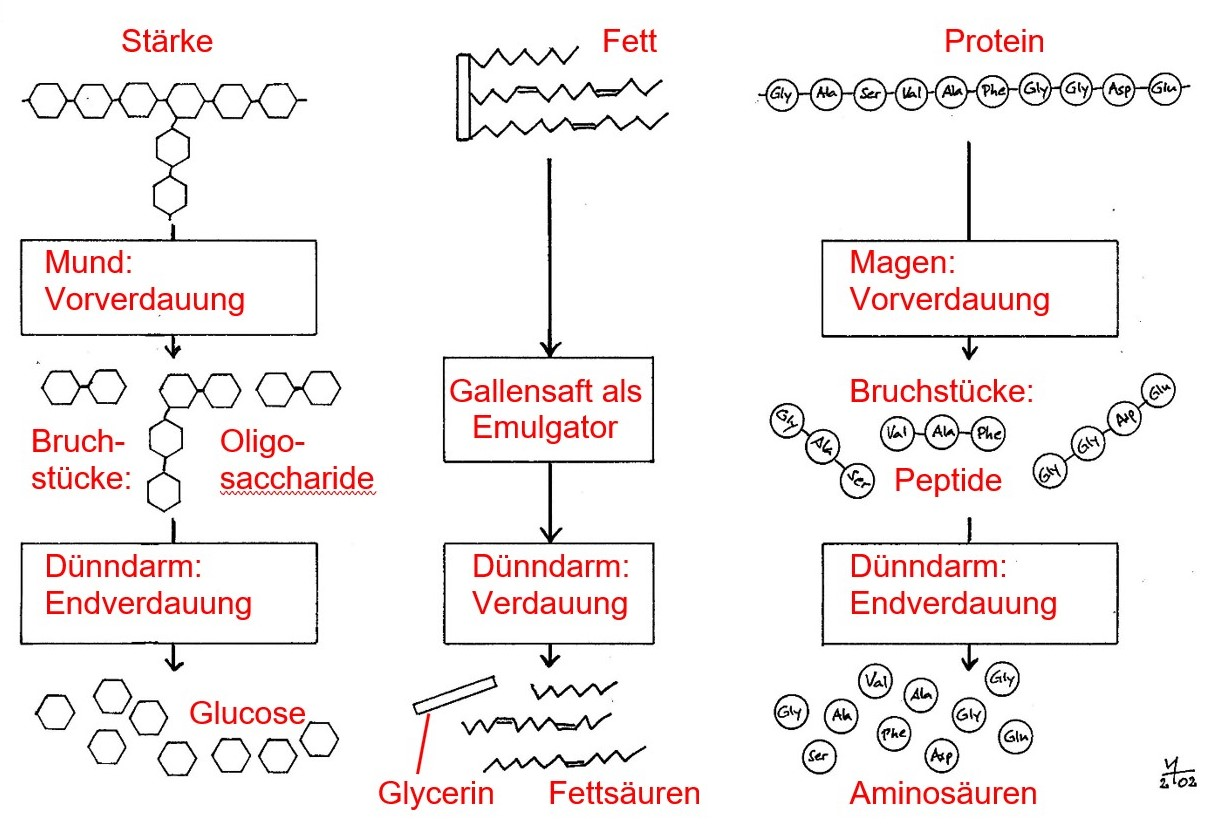 Stärke
Fett
Protein
Gly Ala Ser Val Ala Phe Gly Gly Asp Glu
Mund:
Vorverdauung
Magen:
Vorverdauung
Gallensaft als
Emulgator
Bruch-
stücke:
Oligo-
saccharide
Bruchstücke:
Gly Ala Ser
Val Ala Phe
Gly Gly Asp Glu
Peptide
Dünndarm:
Endverdauung
Dünndarm:
Verdauung
Dünndarm:
Endverdauung
Glucose
Glycerin
Fettsäuren
Gly Ala Val Ala Gly Gly
Ser Phe Asp Glu
Aminosäuren
2/02